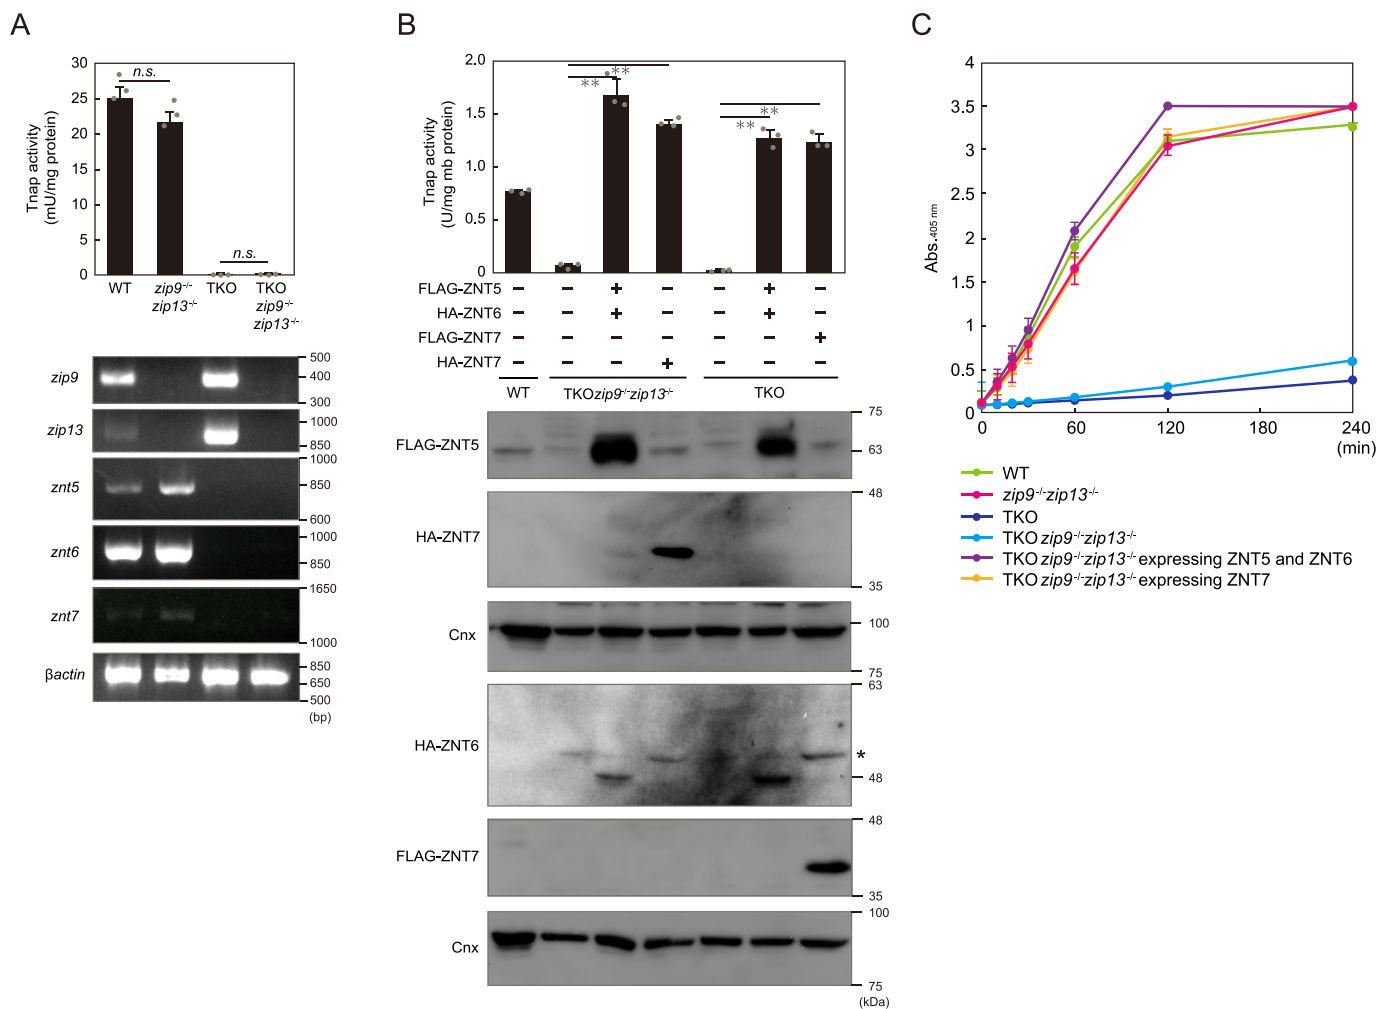 A
Tnap activity
(mU/mg protein)
30
25
20
15
10
5
0
n.s.
n.s.
WT
zip9-/-
zip13-/-
TKO
TKO
zip9-/-
zip13-/-
zip9
500
400
300
zip13
1000
850
znt5
1000
850
600
znt6
1000
850
znt7
1650
1000
βactin
850
650
500
(bp)
B
Tnap activity
(U/mg mb protein)
2.0
1.5
1.0
0.5
0
**
**
**
**
FLAG-ZNT5 − − + − − + −
HA-ZNT6 − − + − − + −
FLAG-ZNT7 − − − − − − +
HA-ZNT7 − − − + − − −
WT TKOzip9-/-zip13-/- TKO
FLAG-ZNT5
75
63
HA-ZNT7
48
35
Cnx
100
75
HA-ZNT6
63
*
48
FLAG-ZNT7
48
35
Cnx
100
75
(kDa)
C
Abs.405 nm
4
3.5
3
2.5
2
1.5
1
0.5
0
0 60 120 180 240
(min)
WT
zip9-/-zip13-/-
TKO
TKO zip9-/-zip13-/-
TKO zip9-/-zip13-/- expressing ZNT5 and ZNT6
TKO zip9-/-zip13-/- expressing ZNT7